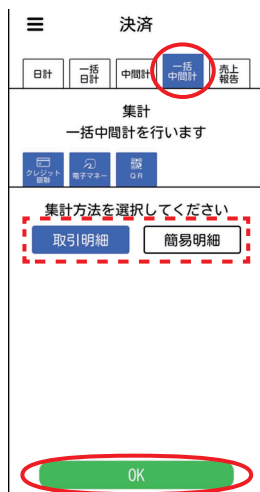 決済
日計 一括日計 中間計 一括中間計 売上報告
集計
一括中間計を行います
クレジット銀聯 電子マネー QR
集計方法を選択してください
取引明細 簡易明細
OK